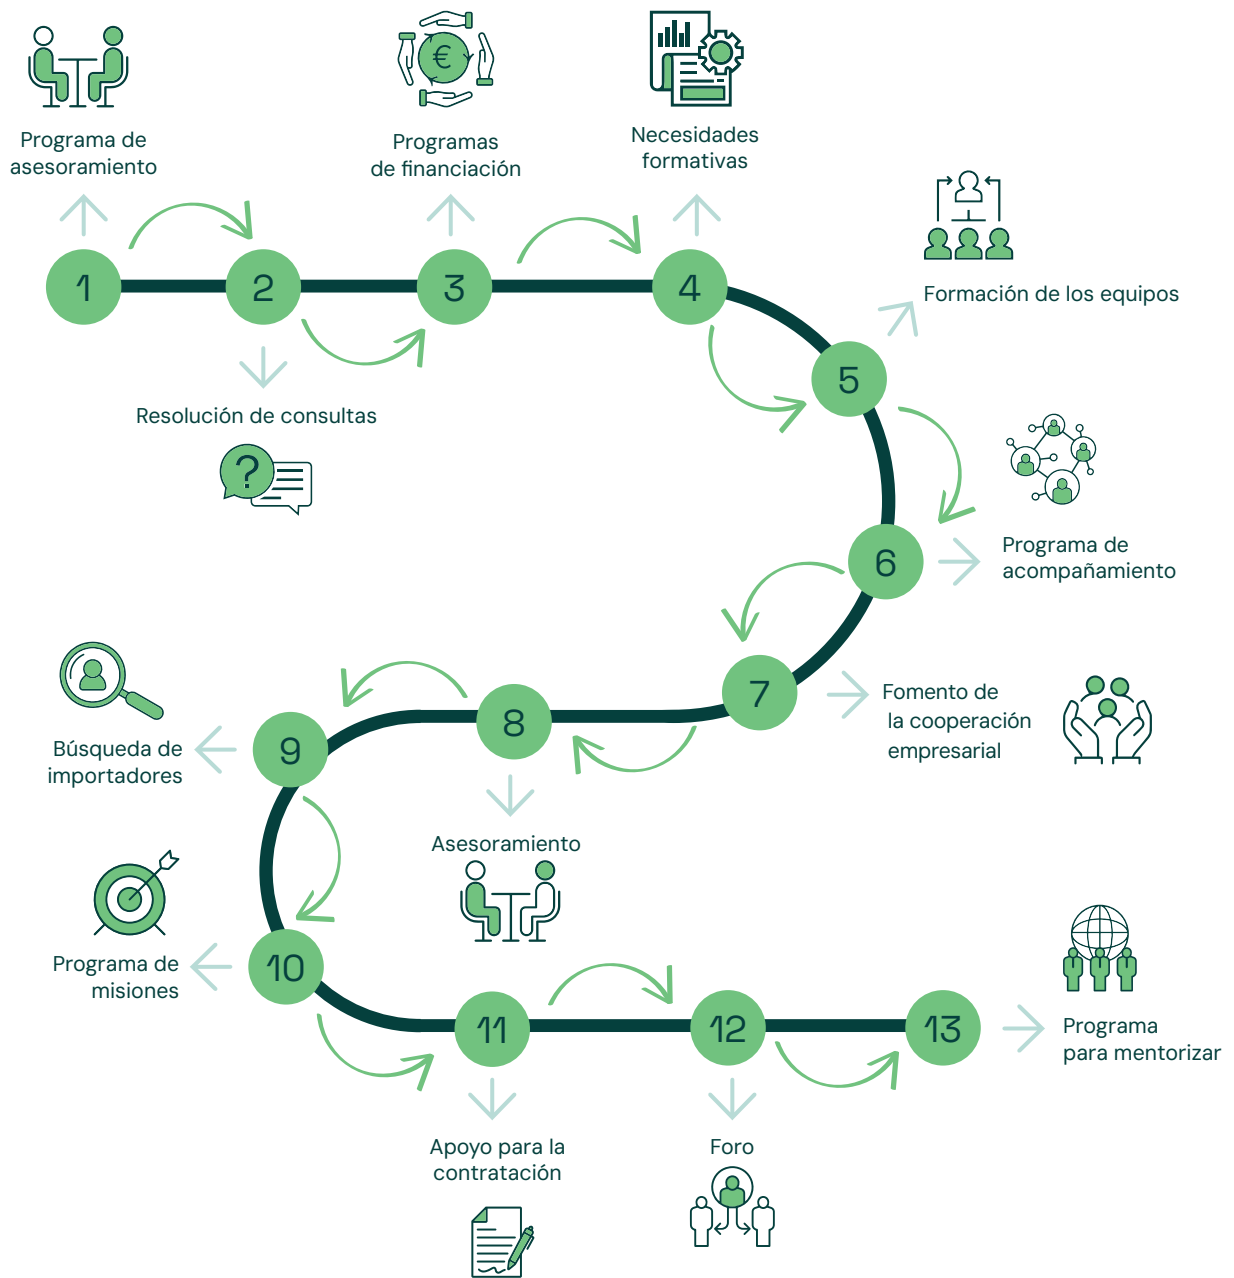 Programa de
asesoramiento
€
Programas
de financiación
Necesidades
formativas
1
2
3
4
Formación de los equipos
5
Resolución de consultas
?
6
Programa de
acompañamiento
7
Fomento de
la cooperación
empresarial
8
Asesoramiento
9
Búsqueda de
importadores
10
Programa de
misiones
11
Apoyo para la
contratación
12
Foro
13
Programa
para mentorizar